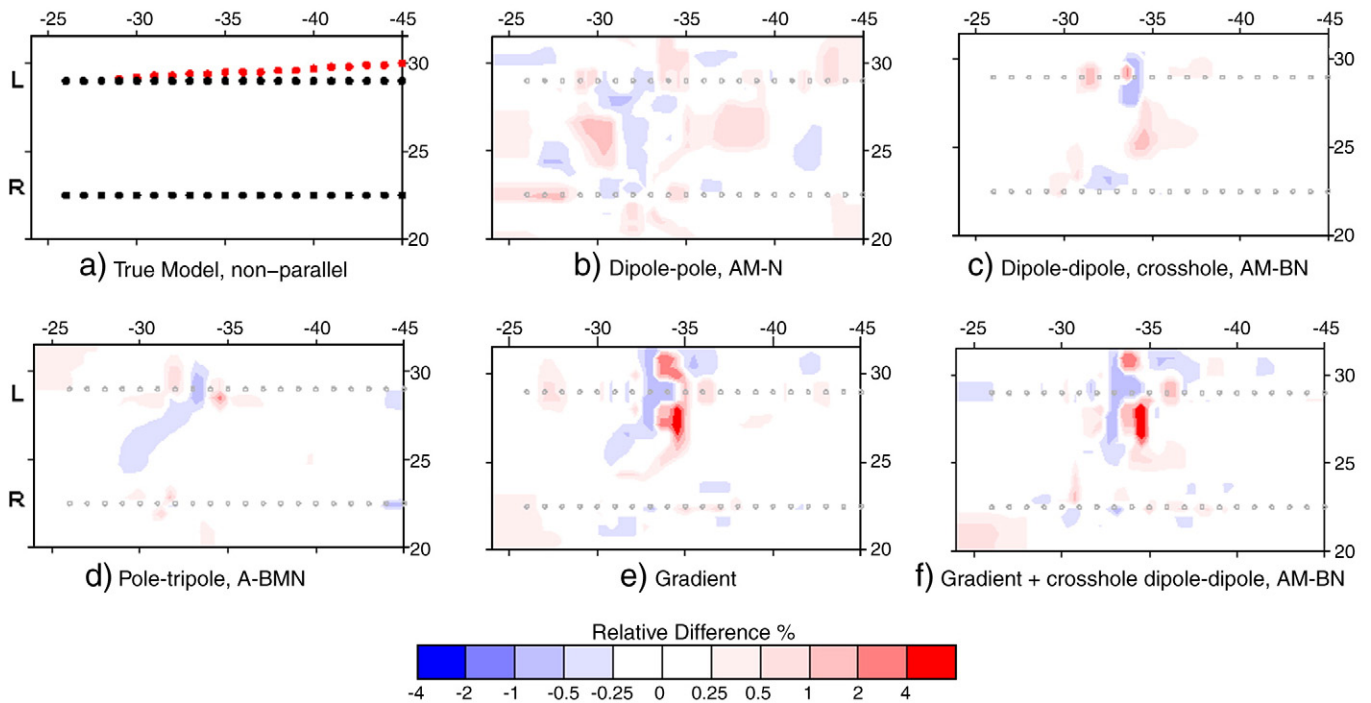 -25 -30 -35 -40 -45
-25 -30 -35 -40 -45
-25 -30 -35 -40 -45
L
R
30
25
20
30
25
20
30
25
20
a) True Model, non–parallel
b) Dipole-pole, AM-N
c) Dipole-dipole, crosshole, AM-BN
-25 -30 -35 -40 -45
-25 -30 -35 -40 -45
-25 -30 -35 -40 -45
L
R
30
25
20
30
25
20
30
25
20
d) Pole-tripole, A-BMN
e) Gradient
f) Gradient + crosshole dipole-dipole, AM-BN
Relative Difference %
-4 -2 -1 -0.5 -0.25 0 0.25 0.5 1 2 4